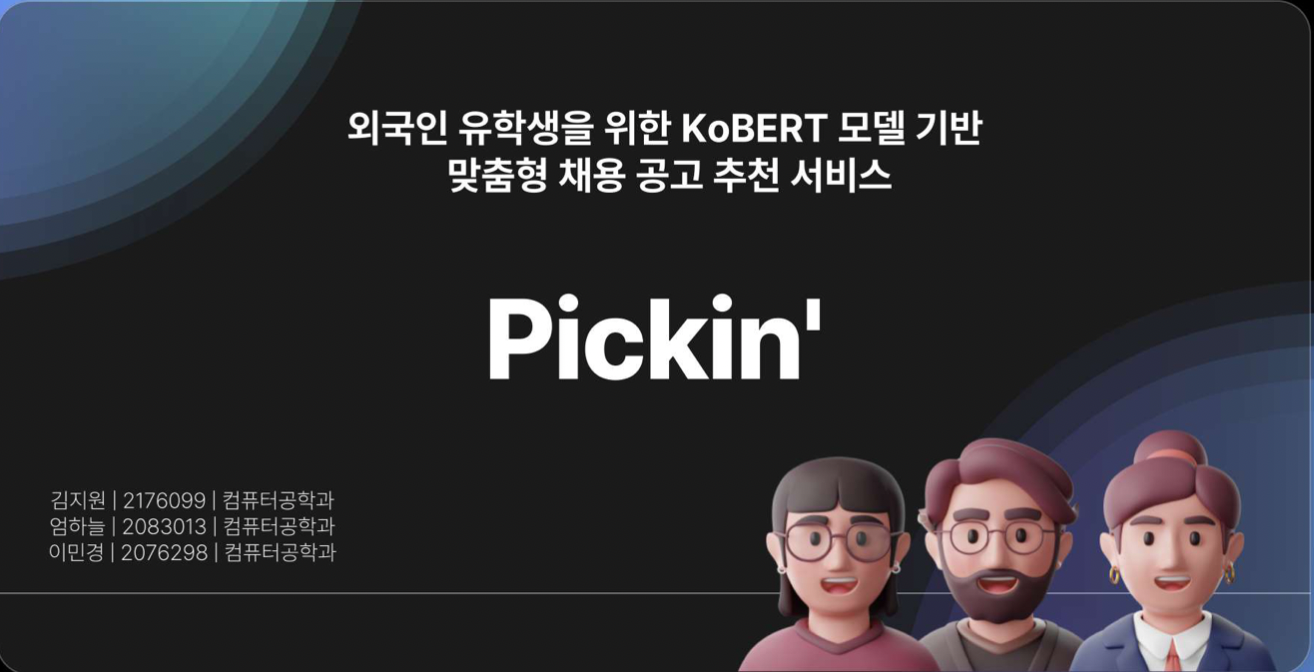 외국인 유학생을 위한 KoBERT 모델 기반
맞춤형 채용 공고 추천 서비스
Pickin'
김지원 | 2176099 | 컴퓨터공학과
엄하늘 | 2083013 | 컴퓨터공학과
이민경 | 2076298 | 컴퓨터공학과